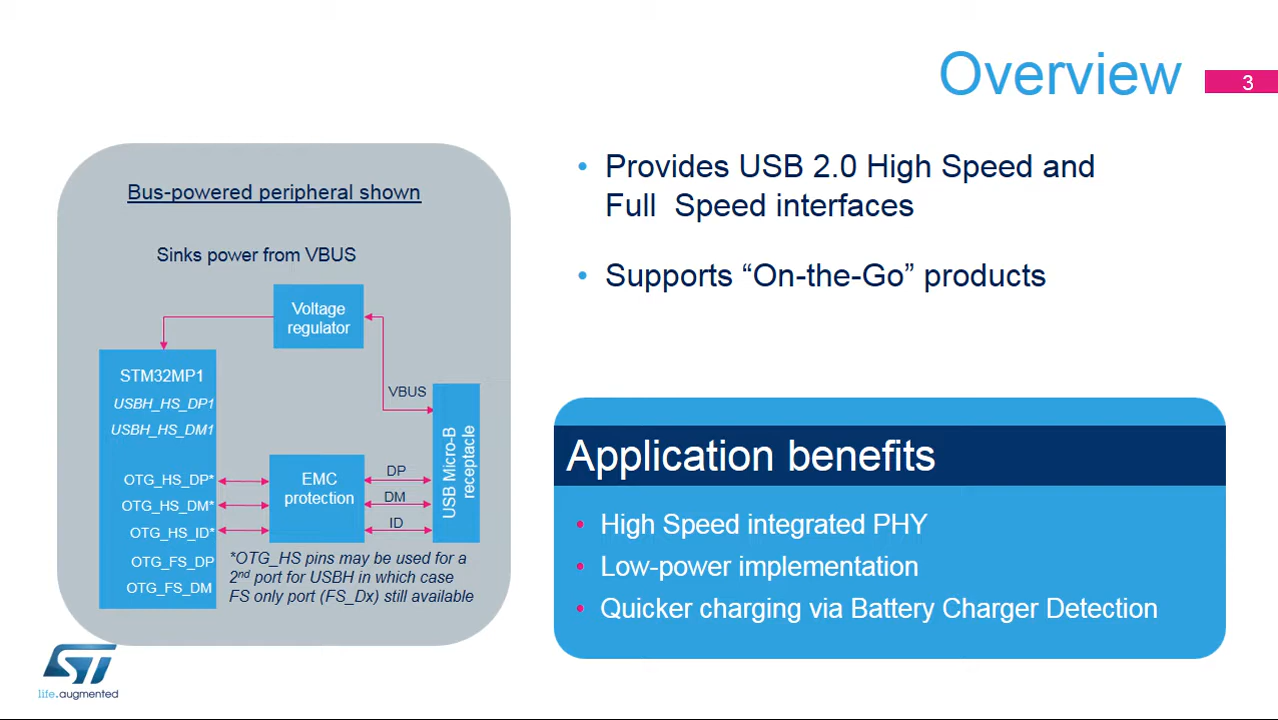 Overview
3
Bus-powered peripheral shown
Sinks power from VBUS
Voltage
regulator
STM32MP1
USBH_HS_DP1
USBH_HS_DM1
OTG_HS_DP*
OTG_HS_DM*
OTG_HS_ID*
OTG_FS_DP
OTG_FS_DM
EMC
protection
VBUS
DP
DM
ID
USB Micro-B
receptacle
*OTG_HS pins may be used for a
2nd port for USBH in which case
FS only port (FS_Dx) still available
• Provides USB 2.0 High Speed and
Full Speed interfaces
• Supports “On-the-Go” products
Application benefits
• High Speed integrated PHY
• Low-power implementation
• Quicker charging via Battery Charger Detection
ST
life.augmented